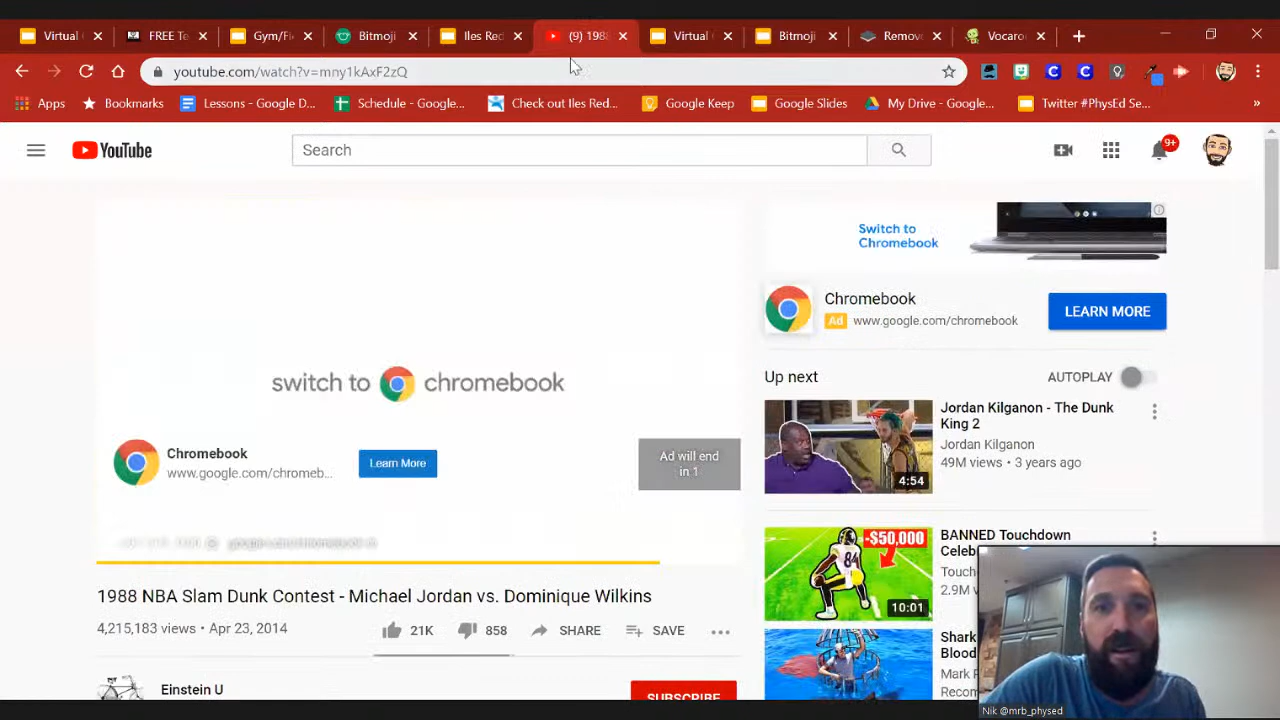 Virtual
FREE Te
Gym/Fl
Bitmoji
Iles Red
(9) 1988
Virtual
Bitmoji
Remov
Vocaro
youtube.com/watch?v=mny1kAxF2zQ
Apps
Bookmarks
Lessons - Google D...
Schedule - Google...
Check out Iles Red...
Google Keep
Google Slides
My Drive - Google...
Twitter #PhysEd Se...
»
YouTube
Search
9+
Switch to
Chromebook
Chromebook
Ad www.google.com/chromebook
LEARN MORE
switch to chromebook
Chromebook
www.google.com/chromeb...
Learn More
Ad will end
in 1
Up next
AUTOPLAY
Jordan Kilganon - The Dunk
King 2
Jordan Kilganon
49M views • 3 years ago
4:54
-$50,000
84
10:01
BANNED Touchdown
Celeb
Touch
2.9M
1988 NBA Slam Dunk Contest - Michael Jordan vs. Dominique Wilkins
4,215,183 views • Apr 23, 2014
21K
858
SHARE
SAVE
Shark
Blood
Mark
Recom
Einstein U
SUBSCRIBE
Nik @mrb_physed